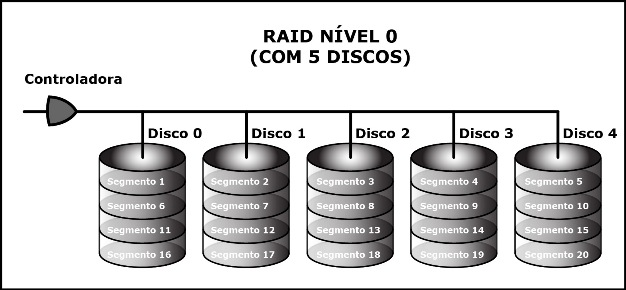 RAID NÍVEL 0
(COM 5 DISCOS)
Controladora
Disco 0 Disco 1 Disco 2 Disco 3 Disco 4
Segmento 1 Segmento 2 Segmento 3 Segmento 4 Segmento 5
Segmento 6 Segmento 7 Segmento 8 Segmento 9 Segmento 10
Segmento 11 Segmento 12 Segmento 13 Segmento 14 Segmento 15
Segmento 16 Segmento 17 Segmento 18 Segmento 19 Segmento 20